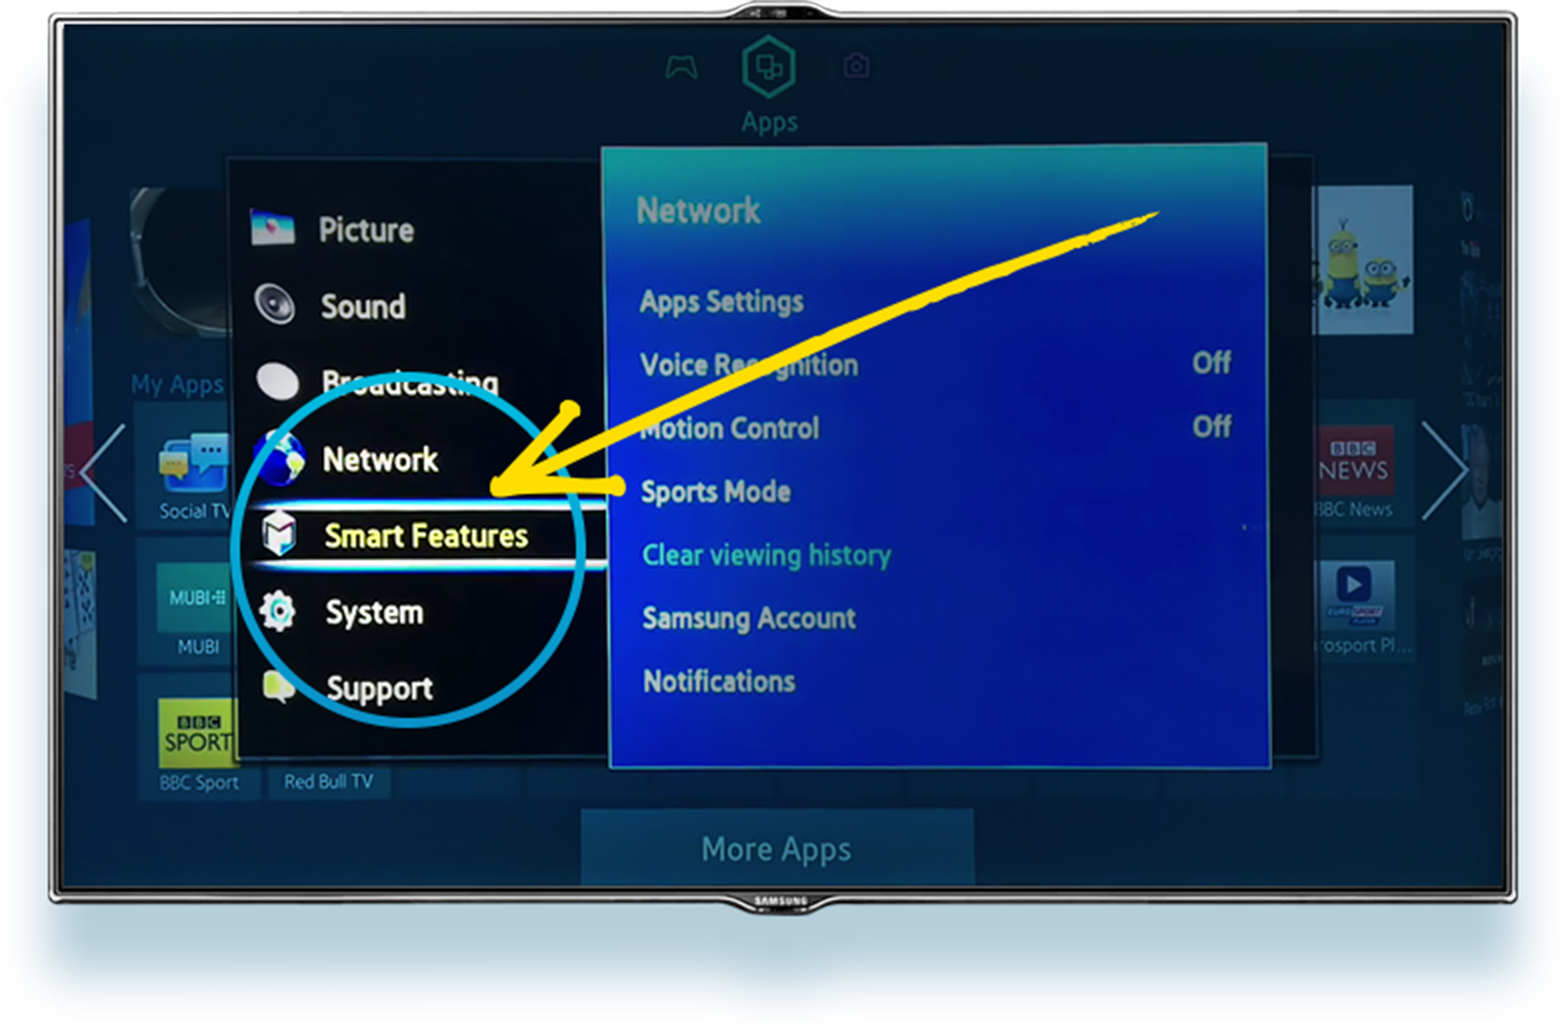 Apps
Picture
Sound
Broadcasting
Network
Smart Features
System
Support
Network
Apps Settings
Voice Recognition Off
Motion Control Off
Sports Mode
Clear viewing history
Samsung Account
Notifications
My Apps
Social TV
MUBI
MUBI
BBC
SPORT
BBC Sport
Red Bull TV
BBC
NEWS
BBC News
EUROSPORT
PLAYER
rosport Pl...
More Apps
SAMSUNG